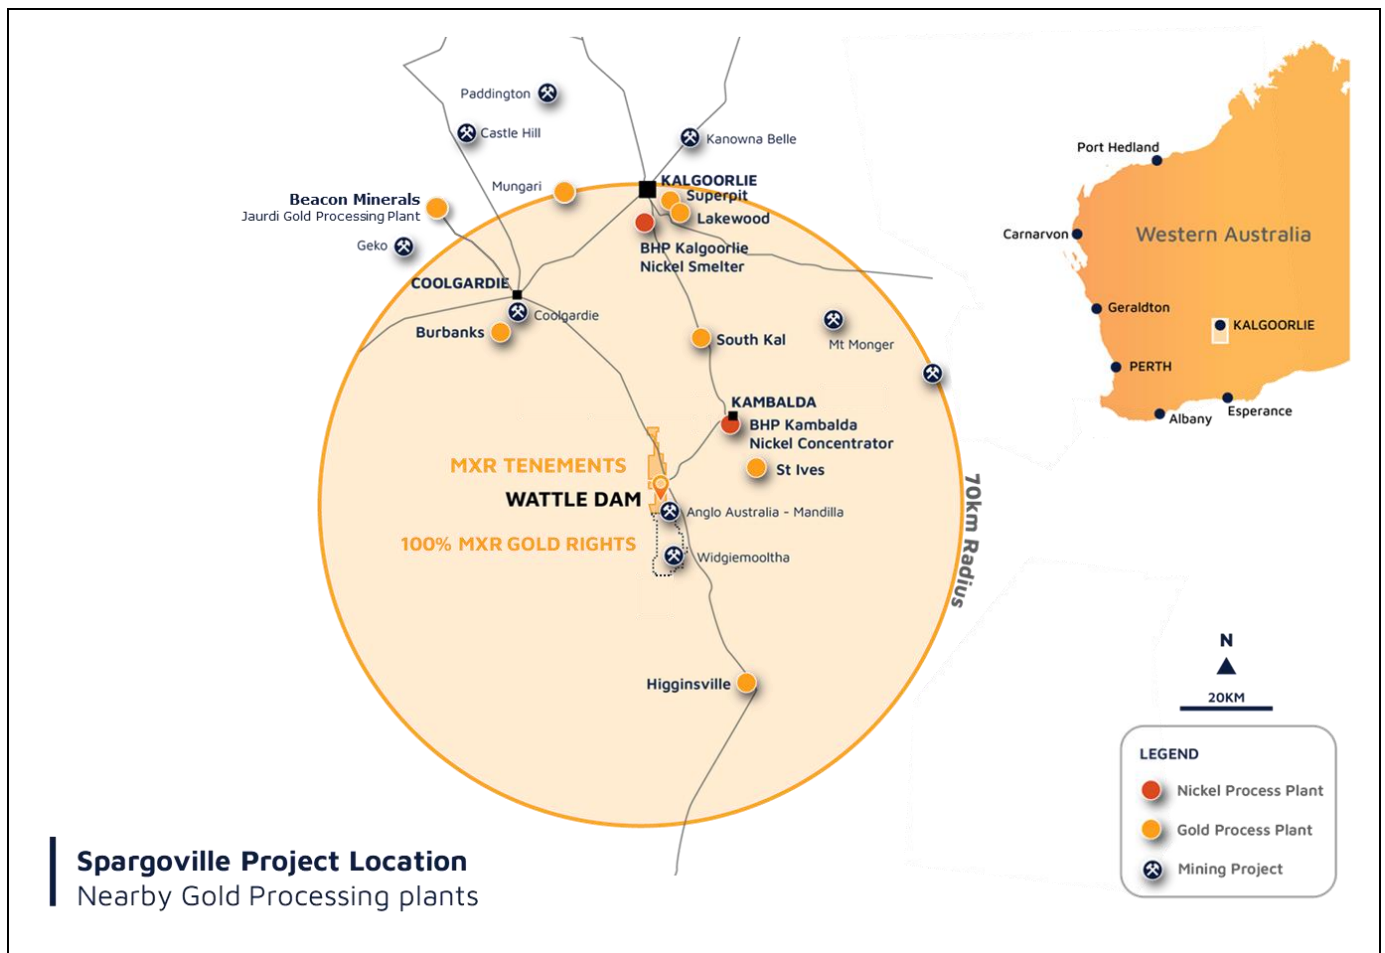 Paddington
Castle Hill
Kanowna Belle
Mungari
KALGOORLIE
Superpit
Lakewood
Beacon Minerals
Jaurdi Gold Processing Plant
Geko
BHP Kalgoorlie
Nickel Smelter
COOLGARDIE
Coolgardie
Burbanks
South Kal
Mt Monger
KAMBALDA
BHP Kambalda
Nickel Concentrator
MXR TENEMENTS
St Ives
WATTLE DAM
Anglo Australia - Mandilla
100% MXR GOLD RIGHTS
Widgiemooltha
70km Radius
Higginsville
Port Hedland
Carnarvon
Western Australia
Geraldton
KALGOORLIE
PERTH
Albany
Esperance
N
20KM
LEGEND
Nickel Process Plant
Gold Process Plant
Mining Project
Spargoville Project Location
Nearby Gold Processing plants